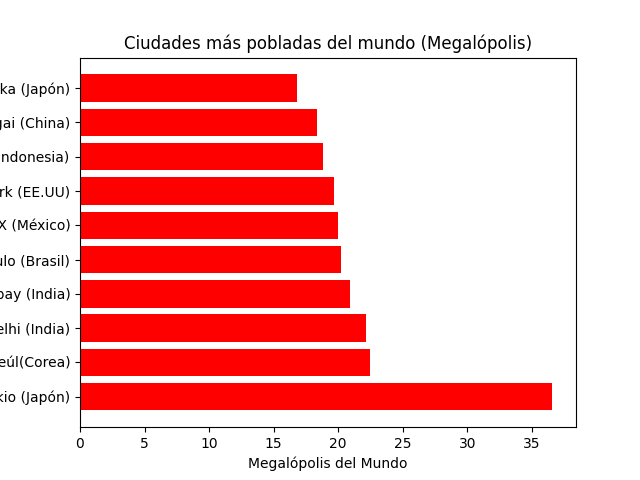 Ciudades más pobladas del mundo (Megalópolis)
ka (Japón)
gai (China)
ndonesia)
rk (EE.UU)
X (México)
ulo (Brasil)
bay (India)
elhi (India)
eúl(Corea)
kio (Japón)
0 5 10 15 20 25 30 35
Megalópolis del Mundo